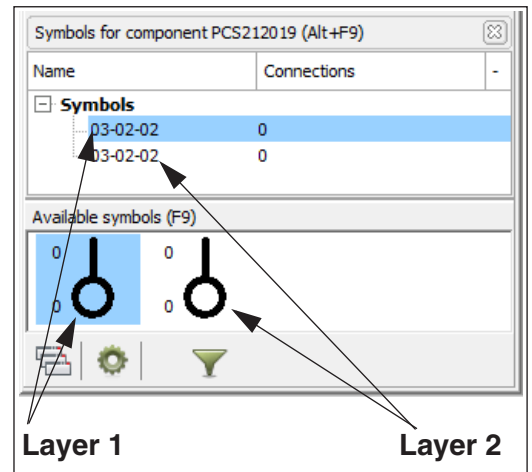 Symbols for component PCS212019 (Alt+F9)
Name Connections -
Symbols
03-02-02 0
03-02-02 0
Available symbols (F9)
0 0
0 0
Layer 1 Layer 2